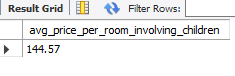 Result Grid Filter Rows:
avg_price_per_room_involving_children
144.57